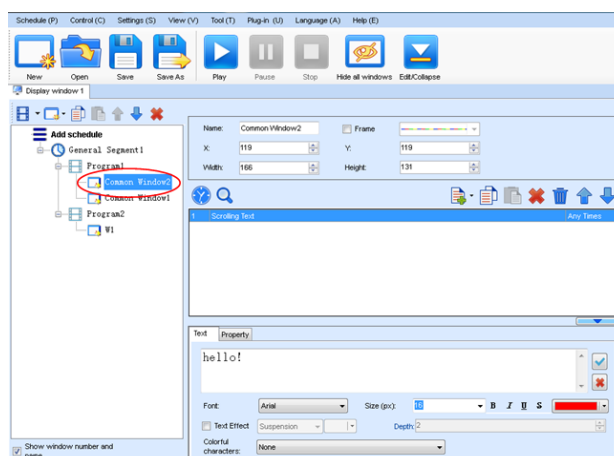 Schedule (P) Control (C) Settings (S) View (V) Tool (T) Plug-in (U) Language (A) Help (E)
New Open Save Save As Play Pause Stop Hide all windows Edit/Collapse
Display window 1
Add schedule
General Segment1
Program1
Common Window2
Common Window1
Program2
W1
Show window number and
name
Name: Common Window2 Frame
X: 119 Y: 119
Width: 166 Height: 131
1 Scrolling Text Any Times
Text Property
hello!
Font: Arial Size (px): 16 B I U S
Text Effect Suspension Depth: 2
Colorful
characters: None